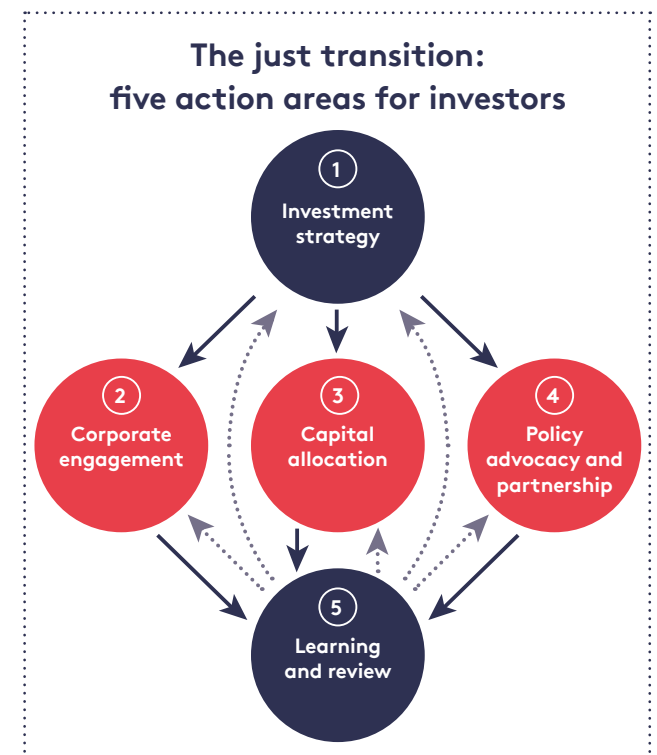 The just transition:
five action areas for investors
1
Investment
strategy
2
Corporate
engagement
3
Capital
allocation
4
Policy
advocacy and
partnership
5
Learning
and review